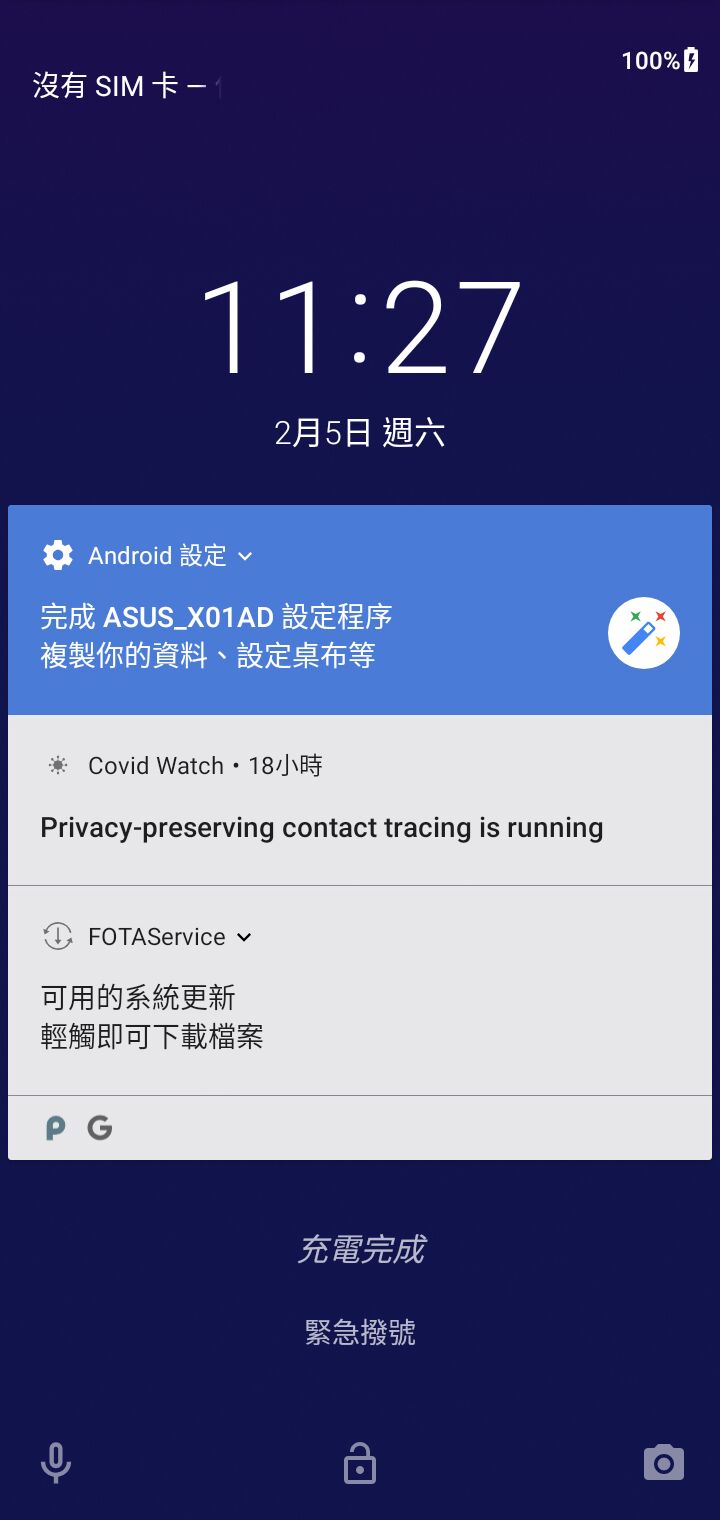 100%
沒有 SIM 卡 –
11:27
2月5日 週六
Android 設定
完成 ASUS_X01AD 設定程序
複製你的資料、設定桌布等
Covid Watch • 18小時
Privacy-preserving contact tracing is running
FOTAService
可用的系統更新
輕觸即可下載檔案
P G
充電完成
緊急撥號